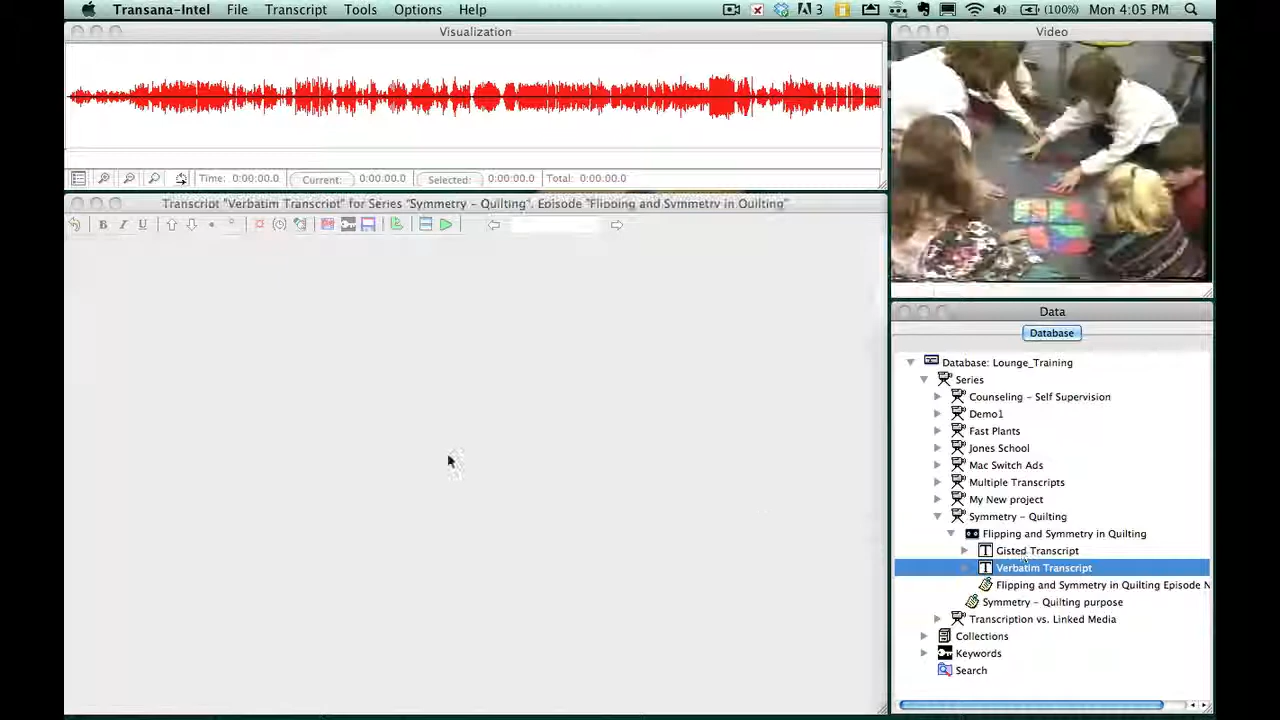 Transana-Intel File Transcript Tools Options Help 3 (100%) Mon 4:05 PM
Visualization
Video
Time: 0:00:00.0 Current: 0:00:00.0 Selected: 0:00:00.0 Total: 0:00:00.0
Transcript "Verbatim Transcript" for Series "Symmetry - Quilting", Episode "Flipping and Symmetry in Quilting"
B I U
Data
Database
Database: Lounge_Training
Series
Counseling - Self Supervision
Demo1
Fast Plants
Jones School
Mac Switch Ads
Multiple Transcripts
My New project
Symmetry - Quilting
Flipping and Symmetry in Quilting
T Gisted Transcript
T Verbatim Transcript
Flipping and Symmetry in Quilting Episode N
Symmetry - Quilting purpose
Transcription vs. Linked Media
Collections
Keywords
Search